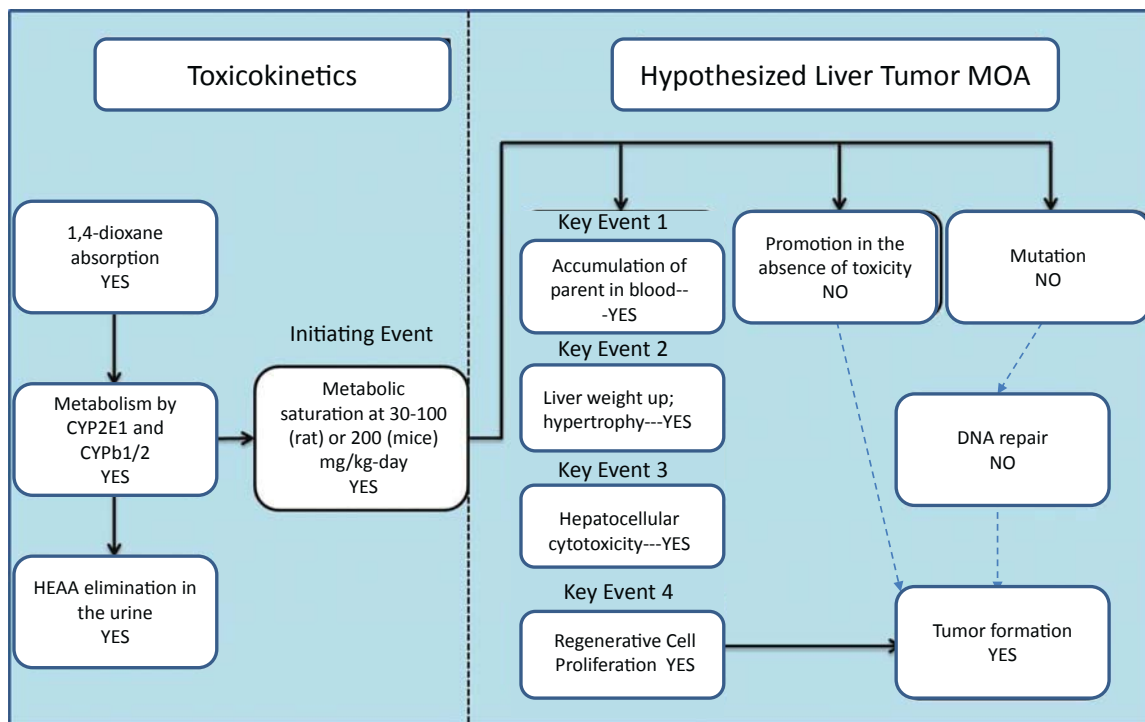 Toxicokinetics
Hypothesized Liver Tumor MOA
1,4-dioxane
absorption
YES
Metabolism by
CYP2E1 and
CYPb1/2
YES
HEAA elimination in
the urine
YES
Initiating Event
Metabolic
saturation at 30-100
(rat) or 200 (mice)
mg/kg-day
YES
Key Event 1
Accumulation of
parent in blood--
-YES
Key Event 2
Liver weight up;
hypertrophy---YES
Key Event 3
Hepatocellular
cytotoxicity---YES
Key Event 4
Regenerative Cell
Proliferation YES
Promotion in the
absence of toxicity
NO
Mutation
NO
DNA repair
NO
Tumor formation
YES